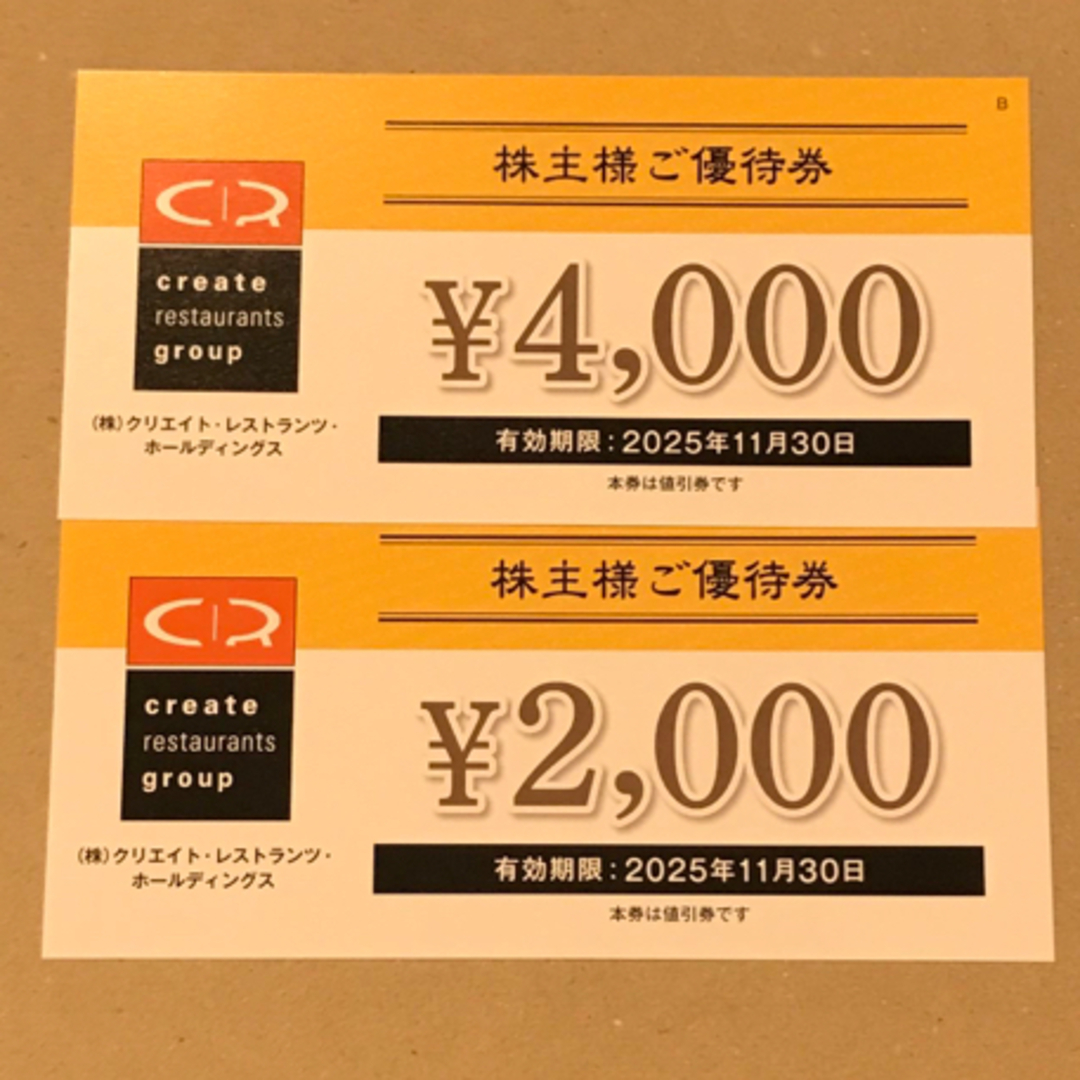 B
株主様ご優待券
CR
create
restaurants
group
¥4,000
(株)クリエイト・レストランツ・
ホールディングス
有効期限:2025年11月30日
本券は値引券です
株主様ご優待券
CR
create
restaurants
group
¥2,000
(株)クリエイト・レストランツ・
ホールディングス
有効期限:2025年11月30日
本券は値引券です